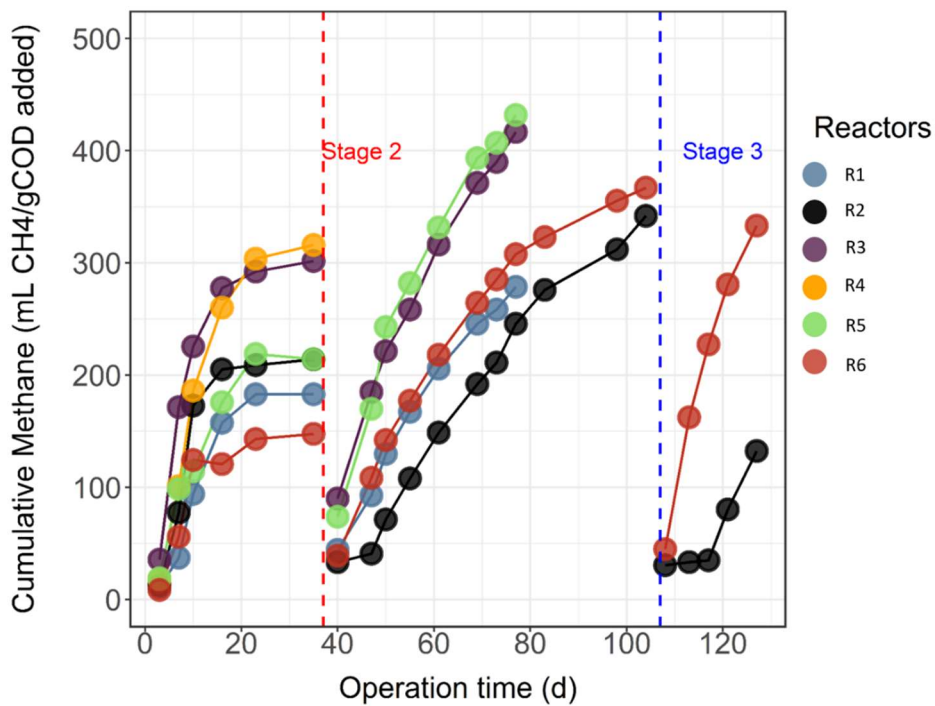 Cumulative Methane (mL CH4/gCOD added)
500
400
300
200
100
0
Stage 2
Stage 3
0 20 40 60 80 100 120
Operation time (d)
Reactors
R1
R2
R3
R4
R5
R6